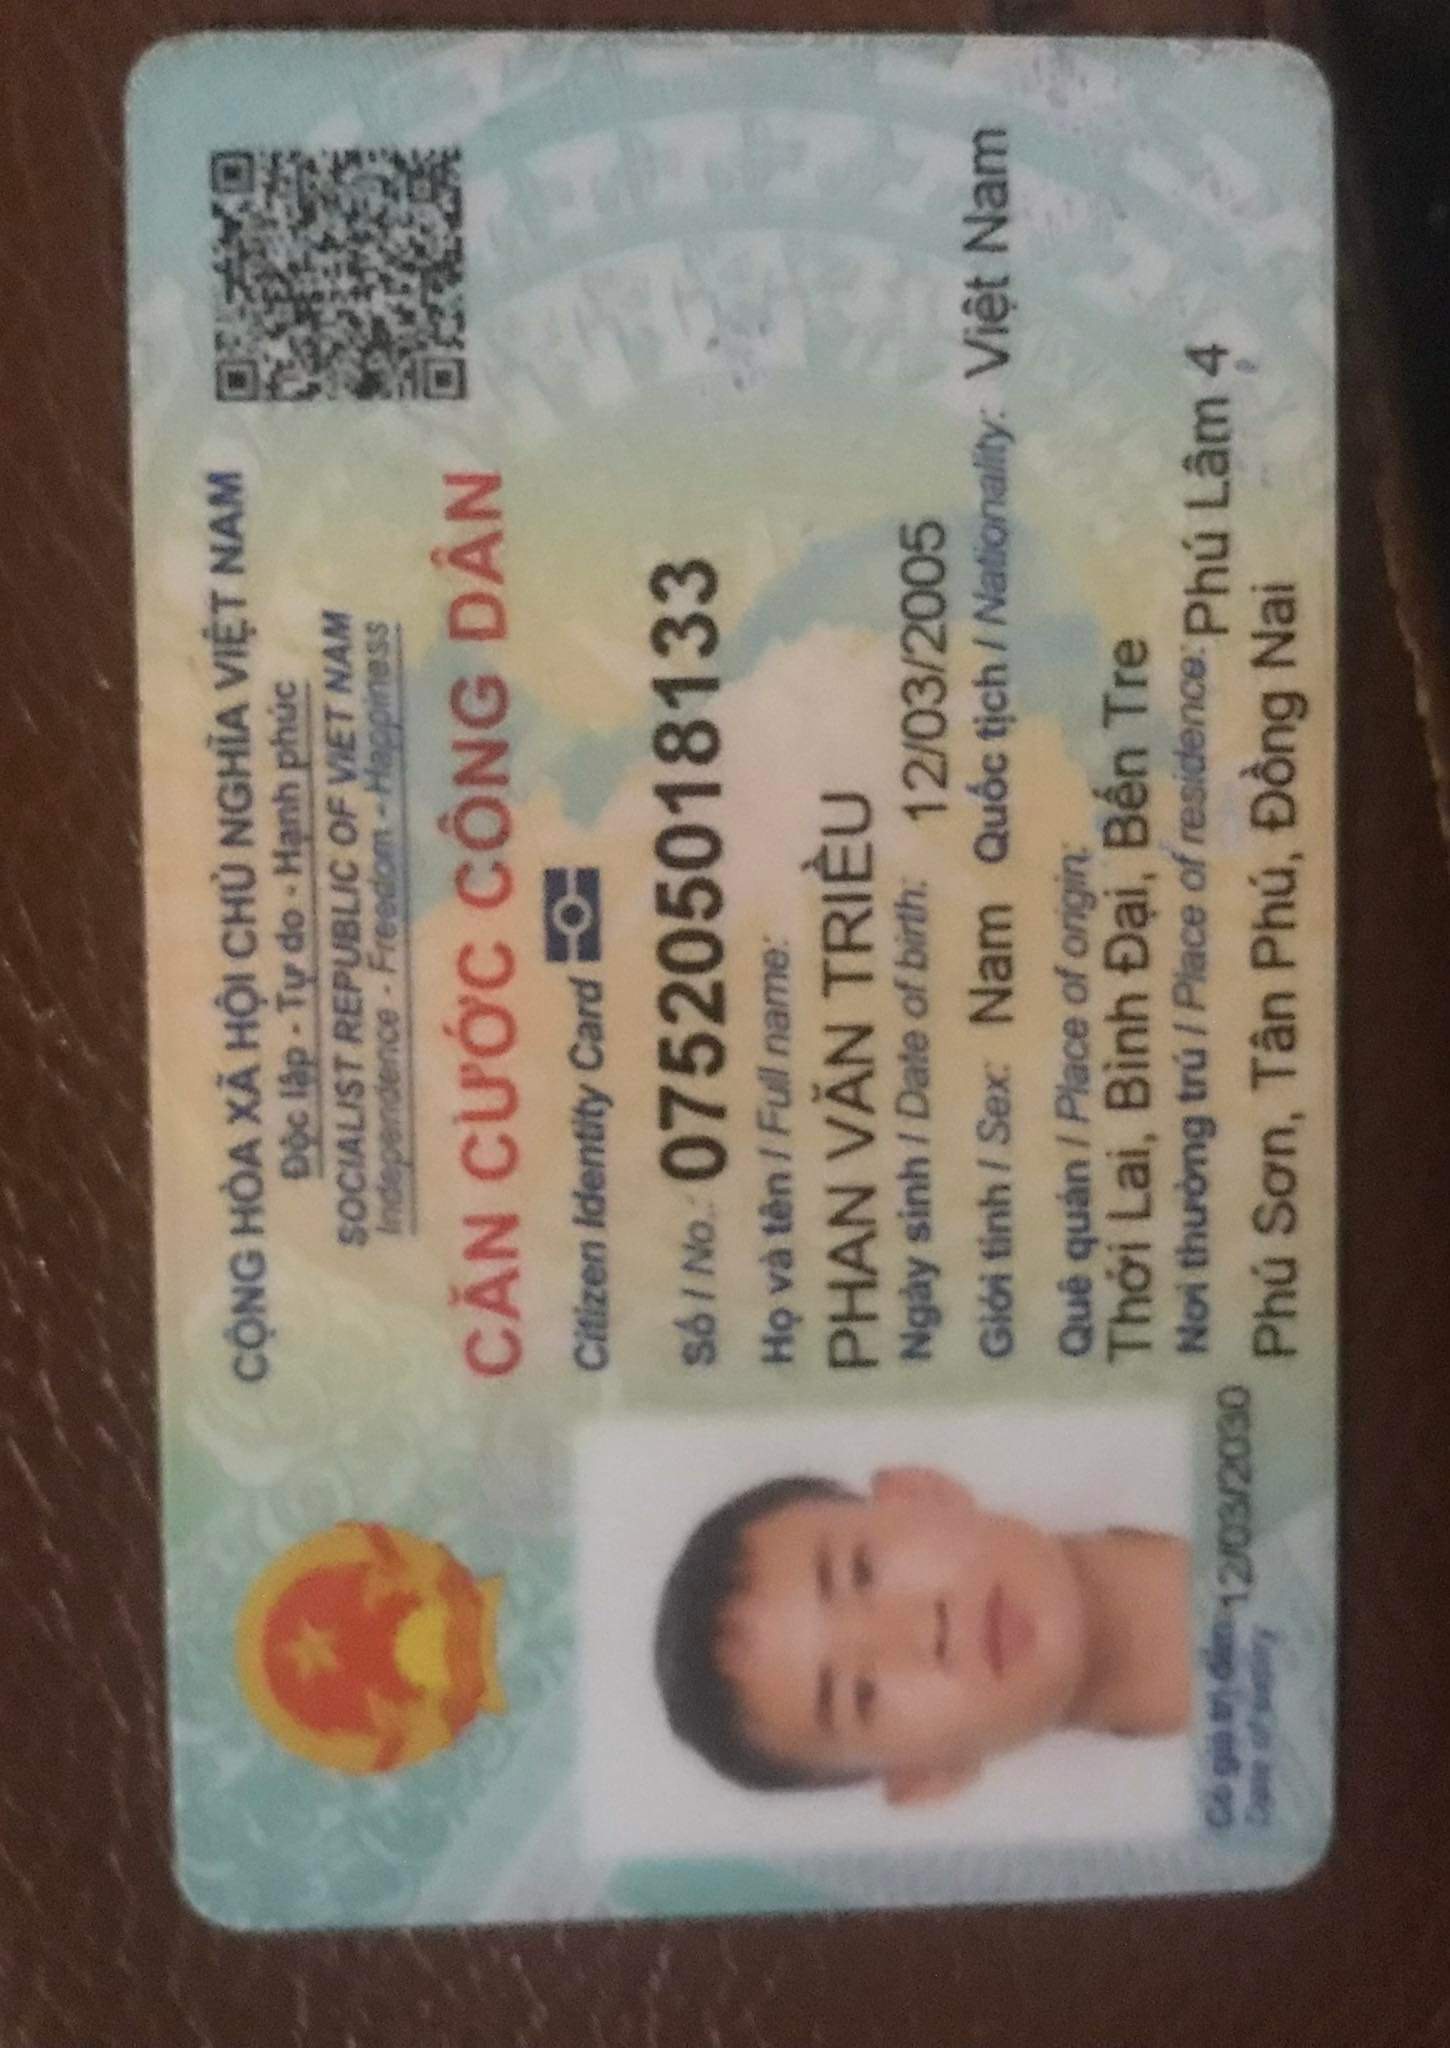 CỘNG HÒA XÃ HỘI CHỦ NGHĨA VIỆT NAM
Độc lập - Tự do - Hạnh phúc
SOCIALIST REPUBLIC OF VIET NAM
Independence - Freedom - Happiness
CĂN CƯỚC CÔNG DÂN
Citizen Identity Card
Số / No.: 075205018133
Họ và tên / Full name:
PHAN VĂN TRIỀU
Ngày sinh / Date of birth: 12/03/2005
Giới tính / Sex: Nam Quốc tịch / Nationality: Việt Nam
Quê quán / Place of origin:
Thới Lai, Bình Đại, Bến Tre
Nơi thường trú / Place of residence: Phú Lâm 4
Phú Sơn, Tân Phú, Đồng Nai
Có giá trị đến: 12/03/2030
Date of expiry